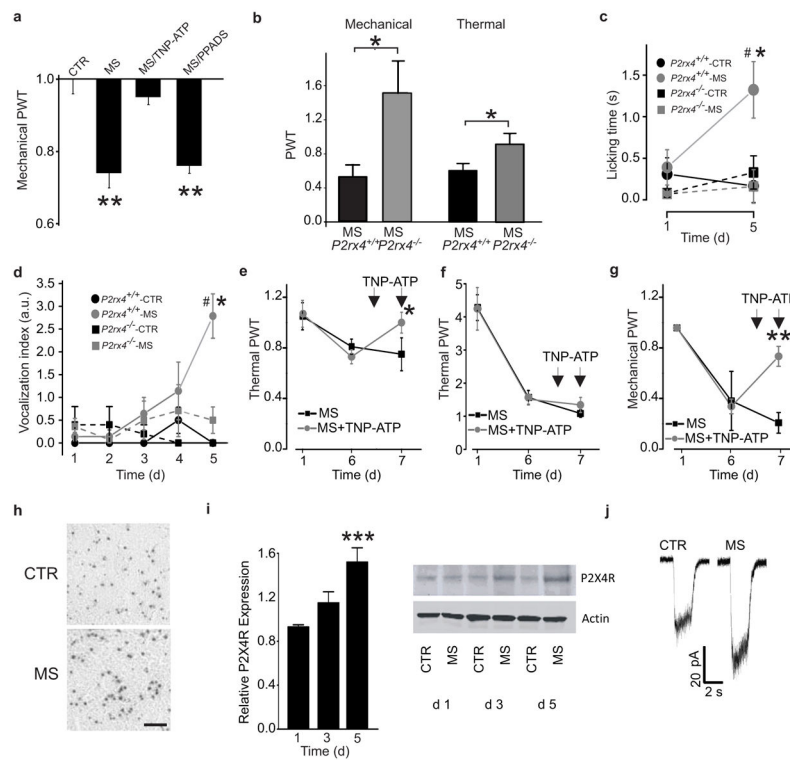 a
CTR
MS
MS/TNP-ATP
MS/PPADS
Mechanical PWT
1.0
0.8
0.6
**
**
b
Mechanical
Thermal
*
*
PWT
1.6
1.2
0.8
0.4
0.0
MS MS MS MS
P2rx4+/+ P2rx4-/- P2rx4+/+ P2rx4-/-
c
P2rx4+/+-CTR
P2rx4+/+-MS
P2rx4-/--CTR
P2rx4-/--MS
# *
Licking time (s)
1.5
1.0
0.5
0.0
1 5
Time (d)
d
P2rx4+/+-CTR
P2rx4+/+-MS
P2rx4-/--CTR
P2rx4-/--MS
# *
Vocalization index (a.u.)
3.5
3.0
2.5
2.0
1.5
1.0
0.5
0.0
1 2 3 4 5
Time (d)
e
TNP-ATP
*
Thermal PWT
1.2
0.8
0.4
0.0
MS
MS+TNP-ATP
1 6 7
Time (d)
f
TNP-ATP
Thermal PWT
5
4
3
2
1
0
MS
MS+TNP-ATP
1 6 7
Time (d)
g
TNP-ATP
**
Mechanical PWT
1.2
0.8
0.4
0.0
MS
MS+TNP-ATP
1 6 7
Time (d)
h
CTR
MS
i
***
Relative P2X4R Expression
1.6
1.2
0.8
0.4
0.0
1 3 5
Time (d)
P2X4R
Actin
CTR MS CTR MS CTR MS
d 1 d 3 d 5
j
CTR MS
20 pA
2 s